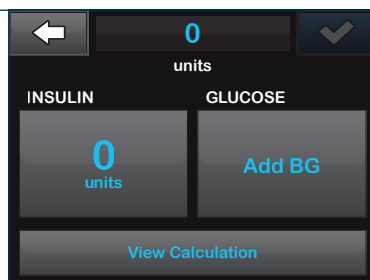 0
units
INSULIN GLUCOSE
0
units
Add BG
View Calculation